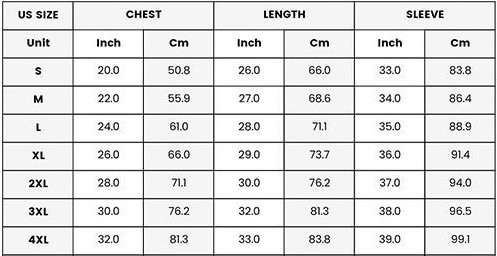 US SIZE CHEST LENGTH SLEEVE
Unit Inch Cm Inch Cm Inch Cm
S 20.0 50.8 26.0 66.0 33.0 83.8
M 22.0 55.9 27.0 68.6 34.0 86.4
L 24.0 61.0 28.0 71.1 35.0 88.9
XL 26.0 66.0 29.0 73.7 36.0 91.4
2XL 28.0 71.1 30.0 76.2 37.0 94.0
3XL 30.0 76.2 32.0 81.3 38.0 96.5
4XL 32.0 81.3 33.0 83.8 39.0 99.1